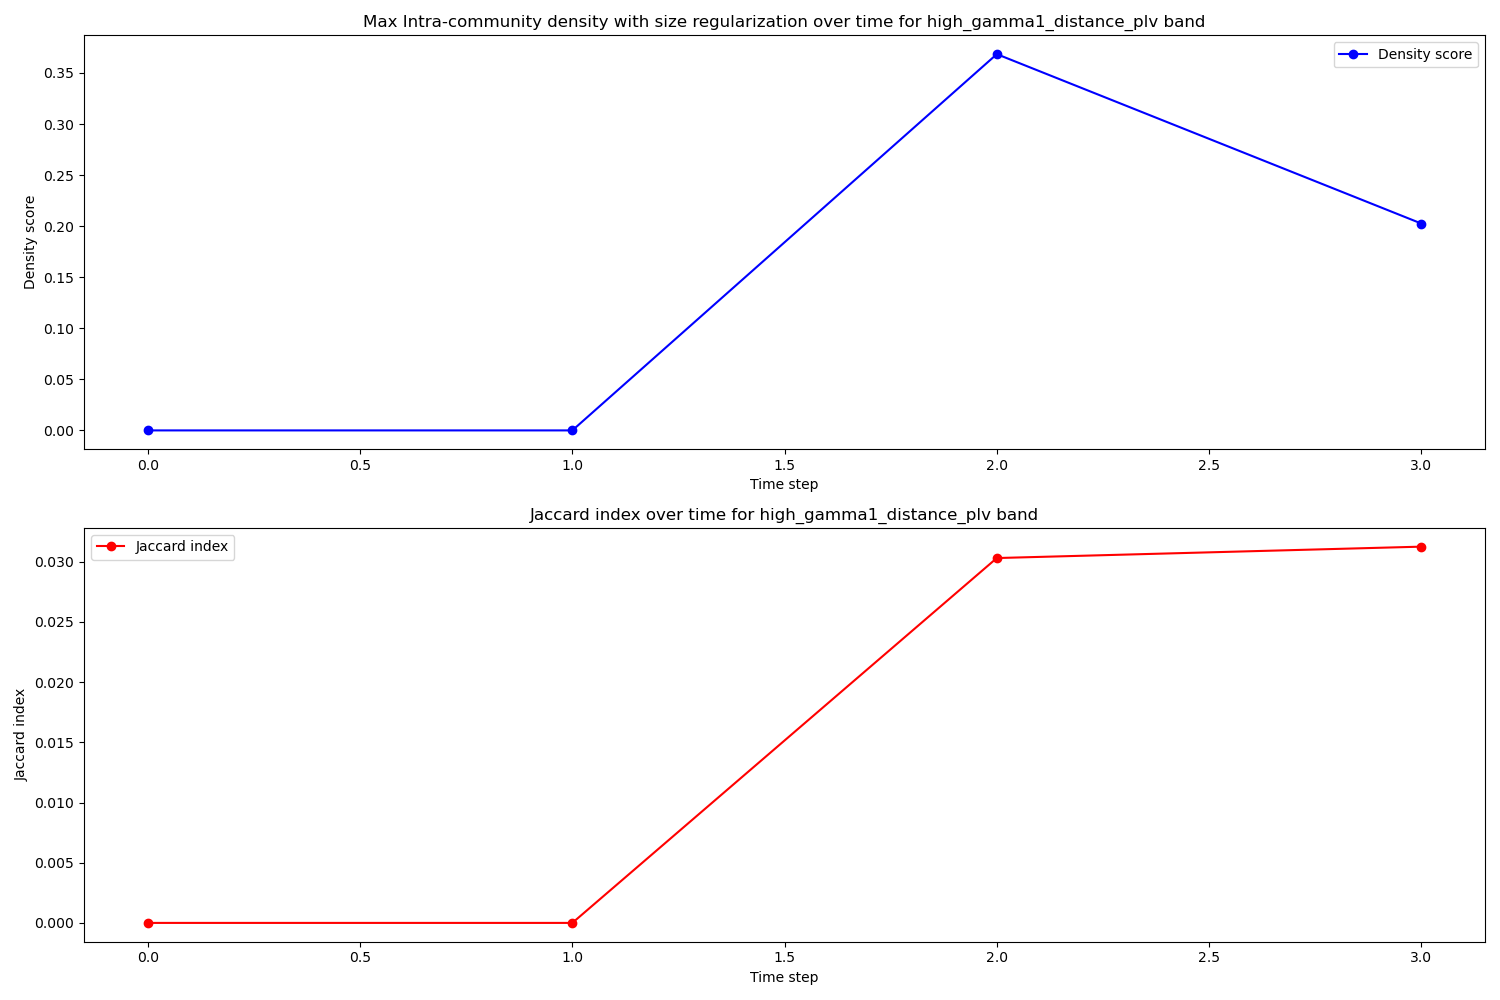 Max Intra-community density with size regularization over time for high_gamma1_distance_plv band
Density score
0.35
0.30
0.25
0.20
0.15
0.10
0.05
0.00
Density score
0.0 0.5 1.0 1.5 2.0 2.5 3.0
Time step
Jaccard index over time for high_gamma1_distance_plv band
Jaccard index
0.030
0.025
0.020
0.015
0.010
0.005
0.000
Jaccard index
0.0 0.5 1.0 1.5 2.0 2.5 3.0
Time step